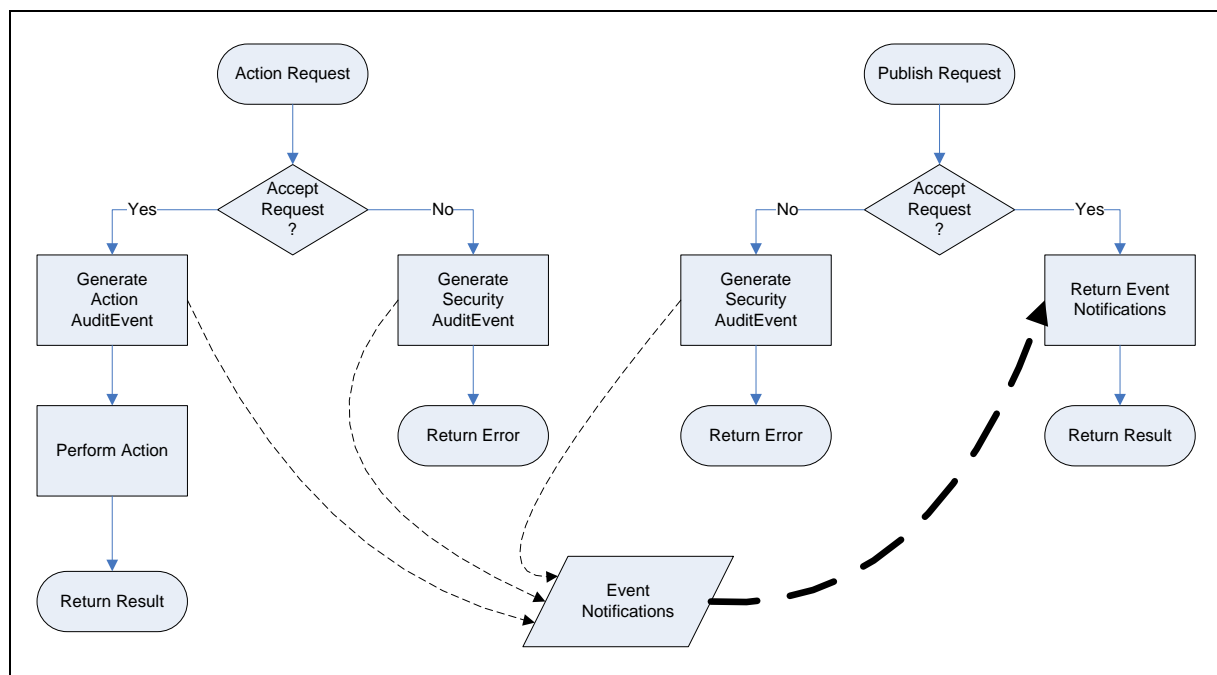 Action Request
Publish Request
Accept
Request
?
Accept
Request
?
Yes
No
No
Yes
Generate
Action
AuditEvent
Generate
Security
AuditEvent
Generate
Security
AuditEvent
Return Event
Notifications
Perform Action
Return Error
Return Error
Return Result
Return Result
Event
Notifications